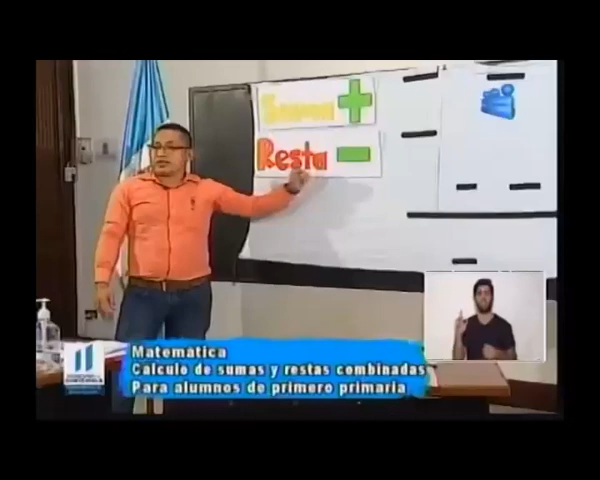 Suma +
Resta -
Matemática
Cálculo de sumas y restas combinadas
Para alumnos de primero primaria